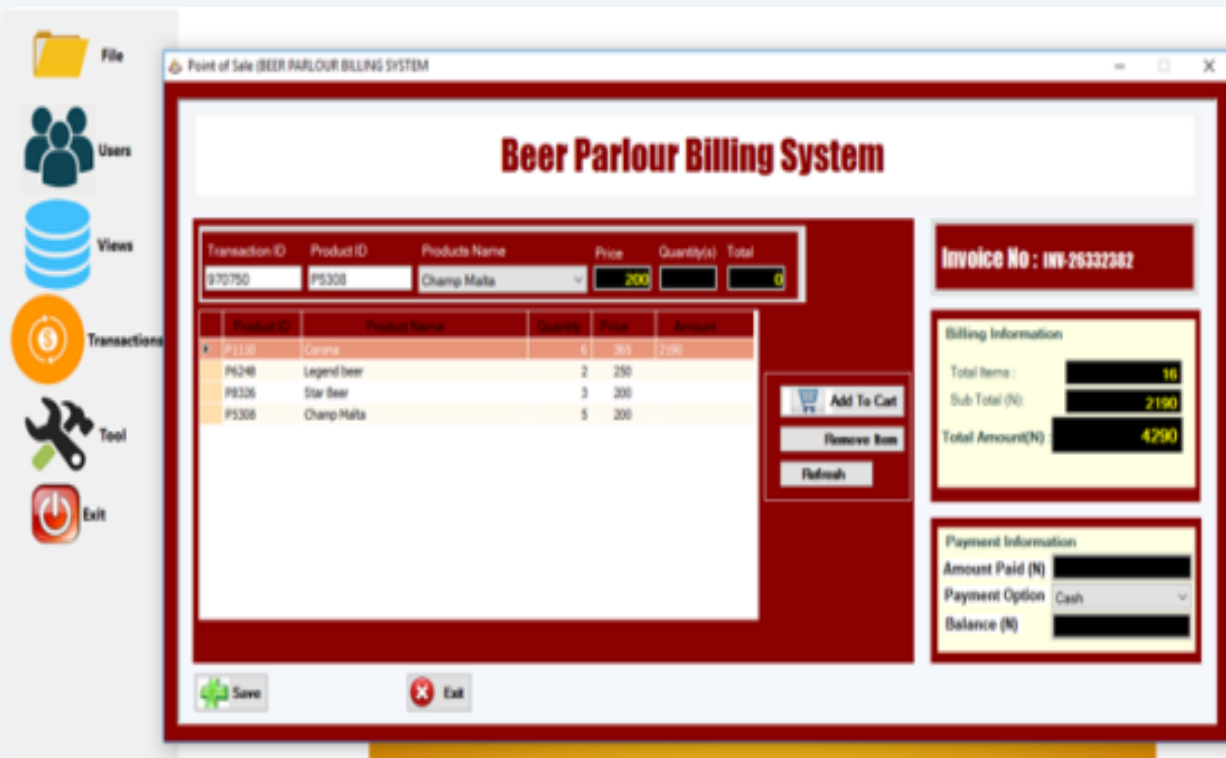 File
Users
Views
Transactions
Tool
Exit
Point of Sale (BEER PARLOUR BILLING SYSTEM
Beer Parlour Billing System
Transaction ID Product ID Products Name Price Quantity(s) Total
970750 P5308 Champ Malta 200 0
Product ID Product Name Quantity Price Amount
P1110 Corona 6 365 2190
P6248 Legend beer 2 250
P8326 Star Beer 3 200
P5308 Champ Malta 5 200
Add To Cart
Remove Item
Refresh
Invoice No : INV-26332382
Billing Information
Total Items : 16
Sub Total (N): 2190
Total Amount(N) : 4290
Payment Information
Amount Paid (N)
Payment Option Cash
Balance (N)
Save
Exit